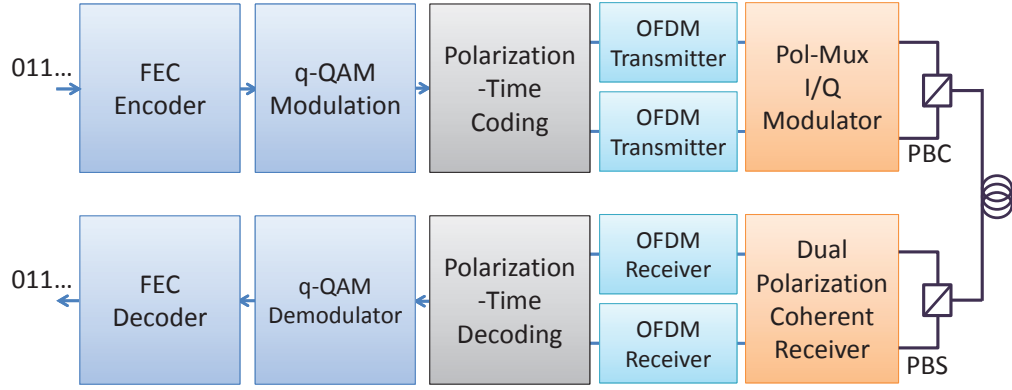 011...
FEC
Encoder
q-QAM
Modulation
Polarization
-Time
Coding
OFDM
Transmitter
OFDM
Transmitter
Pol-Mux
I/Q
Modulator
PBC
011...
FEC
Decoder
q-QAM
Demodulator
Polarization
-Time
Decoding
OFDM
Receiver
OFDM
Receiver
Dual
Polarization
Coherent
Receiver
PBS